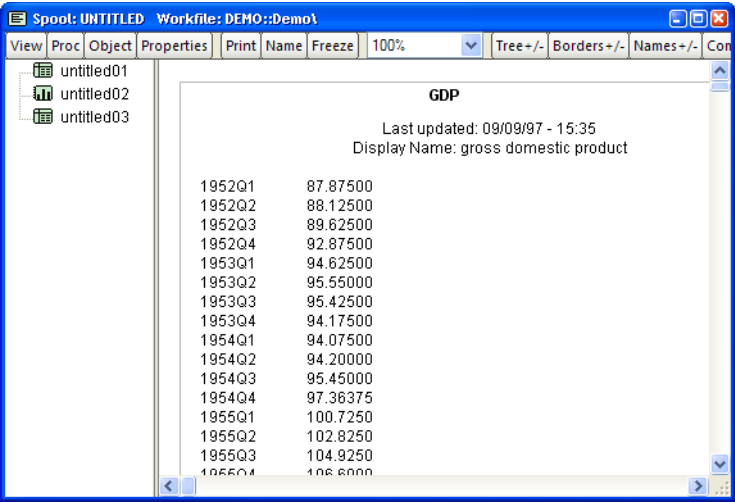 Spool: UNTITLED Workfile: DEMO::Demo\
View Proc Object Properties Print Name Freeze 100% Tree+/- Borders+/- Names+/- Con
untitled01
untitled02
untitled03
GDP
Last updated: 09/09/97 - 15:35
Display Name: gross domestic product
1952Q1 87.87500
1952Q2 88.12500
1952Q3 89.62500
1952Q4 92.87500
1953Q1 94.62500
1953Q2 95.55000
1953Q3 95.42500
1953Q4 94.17500
1954Q1 94.07500
1954Q2 94.20000
1954Q3 95.45000
1954Q4 97.36375
1955Q1 100.7250
1955Q2 102.8250
1955Q3 104.9250
1955Q4 106.6000